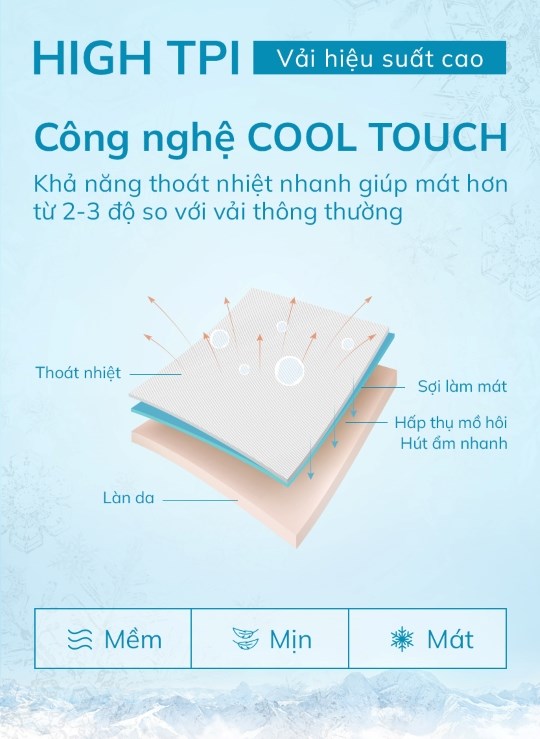 HIGH TPI Vải hiệu suất cao
Công nghệ COOL TOUCH
Khả năng thoát nhiệt nhanh giúp mát hơn
từ 2-3 độ so với vải thông thường
Thoát nhiệt
Sợi làm mát
Hấp thụ mồ hôi
Hút ẩm nhanh
Làn da
Mềm
Mịn
Mát